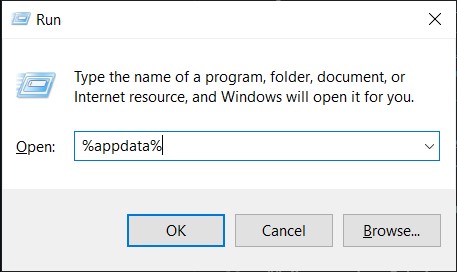 Run
Type the name of a program, folder, document, or
Internet resource, and Windows will open it for you.
Open: %appdata%
OK Cancel Browse...